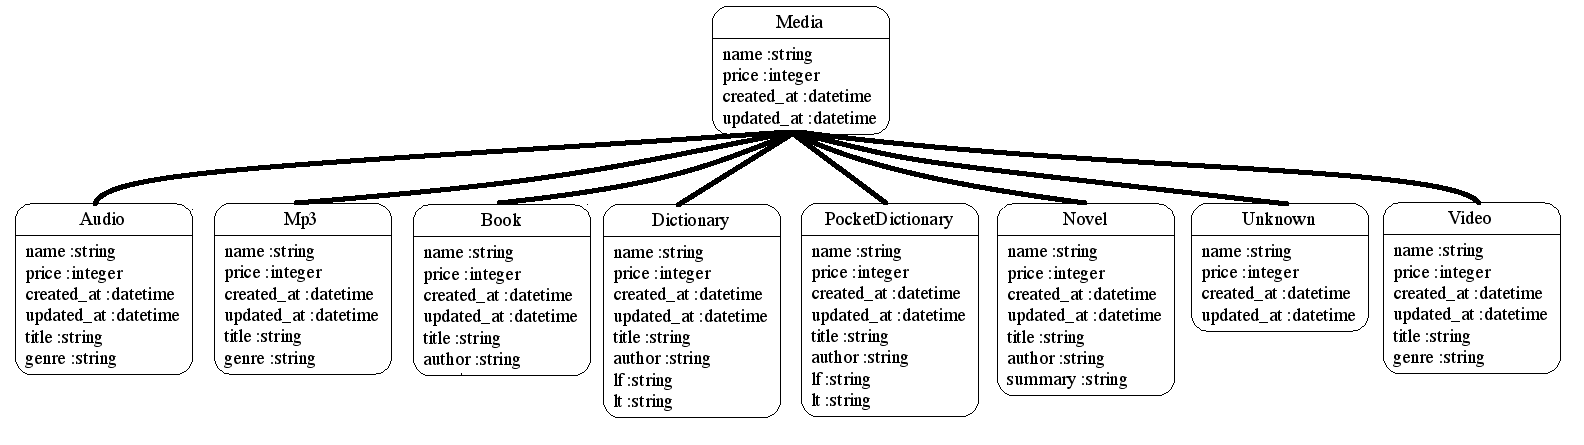 Media
name :string
price :integer
created_at :datetime
updated_at :datetime
Audio
name :string
price :integer
created_at :datetime
updated_at :datetime
title :string
genre :string
Mp3
name :string
price :integer
created_at :datetime
updated_at :datetime
title :string
genre :string
Book
name :string
price :integer
created_at :datetime
updated_at :datetime
title :string
author :string
Dictionary
name :string
price :integer
created_at :datetime
updated_at :datetime
title :string
author :string
lf :string
lt :string
PocketDictionary
name :string
price :integer
created_at :datetime
updated_at :datetime
title :string
author :string
lf :string
lt :string
Novel
name :string
price :integer
created_at :datetime
updated_at :datetime
title :string
author :string
summary :string
Unknown
name :string
price :integer
created_at :datetime
updated_at :datetime
Video
name :string
price :integer
created_at :datetime
updated_at :datetime
title :string
genre :string